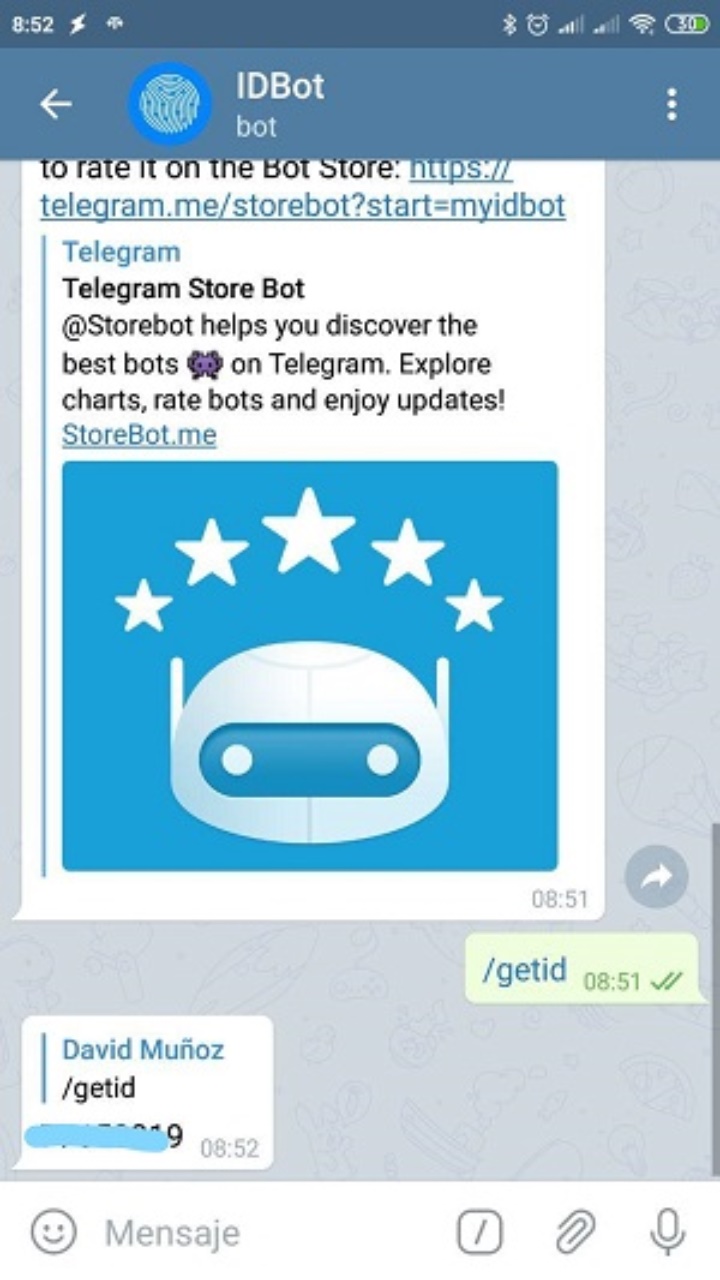 8:52
30
IDBot
bot
to rate it on the Bot Store: https://
telegram.me/storebot?start=myidbot
Telegram
Telegram Store Bot
@Storebot helps you discover the
best bots 👾 on Telegram. Explore
charts, rate bots and enjoy updates!
StoreBot.me
08:51
/getid 08:51
David Muñoz
/getid
08:52
Mensaje